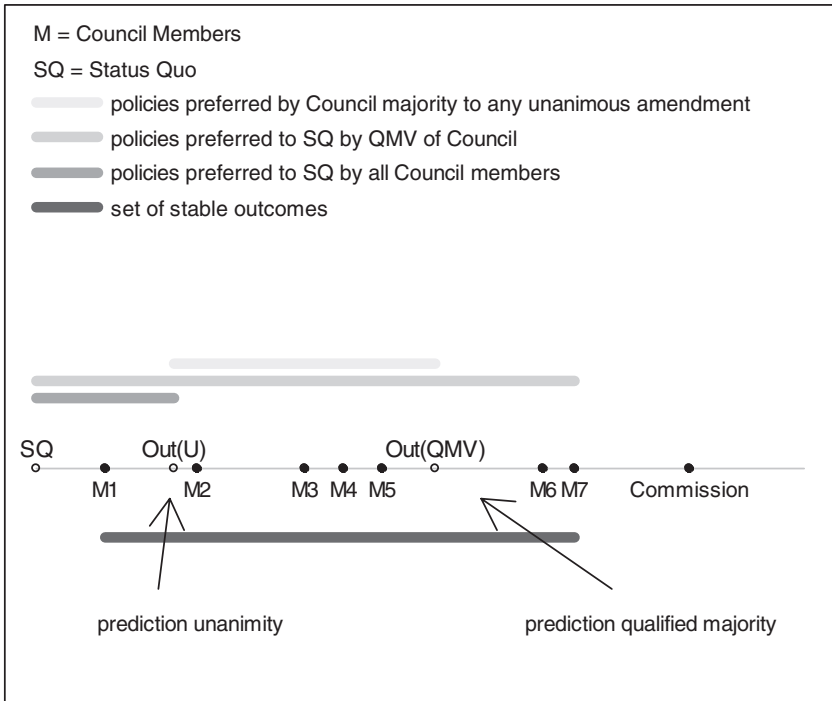 M = Council Members
SQ = Status Quo
policies preferred by Council majority to any unanimous amendment
policies preferred to SQ by QMV of Council
policies preferred to SQ by all Council members
set of stable outcomes
SQ Out(U) Out(QMV)
M1 M2 M3 M4 M5 M6 M7 Commission
prediction unanimity prediction qualified majority